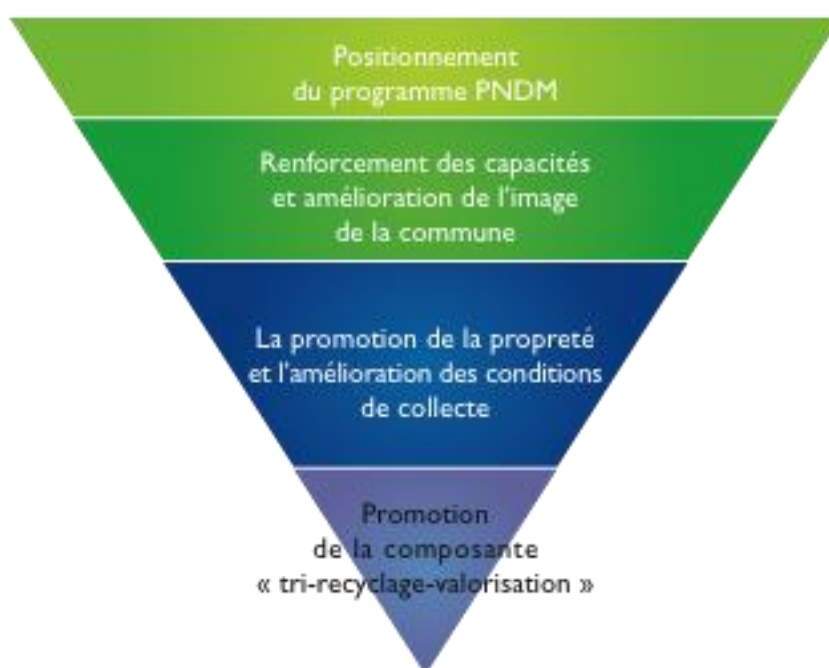 Positionnement
du programme PNDM
Renforcement des capacités
et amélioration de l'image
de la commune
La promotion de la propreté
et l'amélioration des conditions
de collecte
Promotion
de la composante
« tri-recyclage-valorisation »